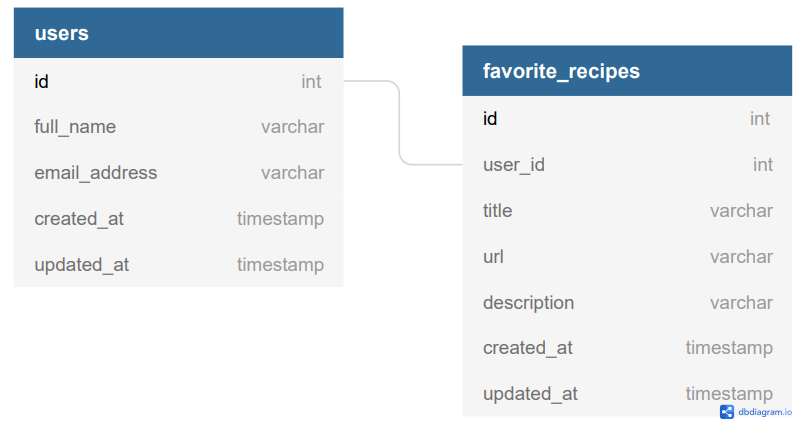 users
id int
full_name varchar
email_address varchar
created_at timestamp
updated_at timestamp
favorite_recipes
id int
user_id int
title varchar
url varchar
description varchar
created_at timestamp
updated_at timestamp
dbdiagram.io